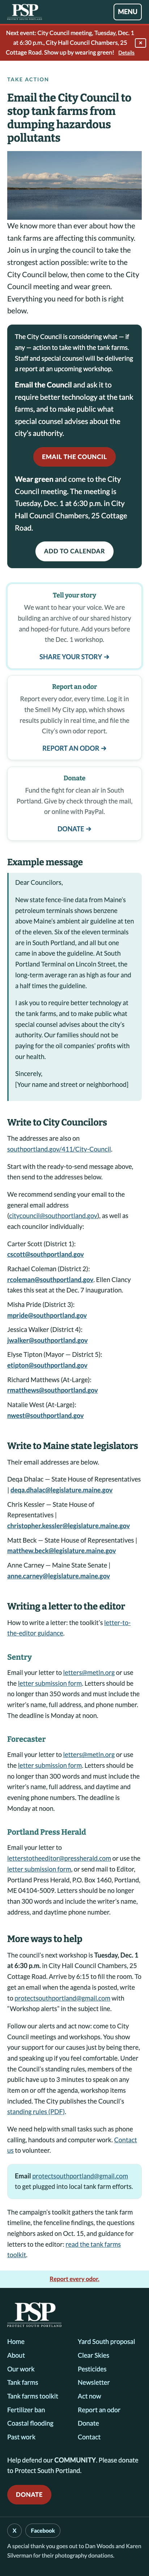 PSP
PROTECT SOUTH PORTLAND
MENU
Next event: City Council meeting, Tuesday, Dec. 1
at 6:30 p.m., City Hall Council Chambers, 25
Cottage Road. Show up by wearing green! Details
×
TAKE ACTION
Email the City Council to
stop tank farms from
dumping hazardous
pollutants
We know more than ever about how the
tank farms are affecting this community.
Join us in urging the council to take the
strongest action possible: write to the
City Council below, then come to the City
Council meeting and wear green.
Everything you need for both is right
below.
The City Council is considering what — if
any — action to take with the tank farms.
Staff and special counsel will be delivering
a report at an upcoming workshop.
Email the Council and ask it to
require better technology at the tank
farms, and to make public what
special counsel advises about the
city's authority.
EMAIL THE COUNCIL
Wear green and come to the City
Council meeting. The meeting is
Tuesday, Dec. 1 at 6:30 p.m. in City
Hall Council Chambers, 25 Cottage
Road.
ADD TO CALENDAR
Tell your story
We want to hear your voice. We are
building an archive of our shared history
and hoped-for future. Add yours before
the Dec. 1 workshop.
SHARE YOUR STORY →
Report an odor
Report every odor, every time. Log it in
the Smell My City app, which shows
results publicly in real time, and file the
City's own odor report.
REPORT AN ODOR →
Donate
Fund the fight for clean air in South
Portland. Give by check through the mail,
or online with PayPal.
DONATE →
Example message
Dear Councilors,
New state fence-line data from Maine's
petroleum terminals shows benzene
above Maine's ambient air guideline at ten
of the eleven. Six of the eleven terminals
are in South Portland, and all but one
came in above the guideline. At South
Portland Terminal on Lincoln Street, the
long-term average ran as high as four and
a half times the guideline.
I ask you to require better technology at
the tank farms, and to make public what
special counsel advises about the city's
authority. Our families should not be
paying for the oil companies' profits with
our health.
Sincerely,
[Your name and street or neighborhood]
Write to City Councilors
The addresses are also on
southportland.gov/411/City-Council.
Start with the ready-to-send message above,
then send to the addresses below.
We recommend sending your email to the
general email address
(citycouncil@southportland.gov), as well as
each councilor individually:
Carter Scott (District 1):
cscott@southportland.gov
Rachael Coleman (District 2):
rcoleman@southportland.gov. Ellen Clancy
takes this seat at the Dec. 7 inauguration.
Misha Pride (District 3):
mpride@southportland.gov
Jessica Walker (District 4):
jwalker@southportland.gov
Elyse Tipton (Mayor — District 5):
etipton@southportland.gov
Richard Matthews (At-Large):
rmatthews@southportland.gov
Natalie West (At-Large):
nwest@southportland.gov
Write to Maine state legislators
Their email addresses are below.
Deqa Dhalac — State House of Representatives
| deqa.dhalac@legislature.maine.gov
Chris Kessler — State House of
Representatives |
christopher.kessler@legislature.maine.gov
Matt Beck — State House of Representatives |
matthew.beck@legislature.maine.gov
Anne Carney — Maine State Senate |
anne.carney@legislature.maine.gov
Writing a letter to the editor
How to write a letter: the toolkit's letter-to-
the-editor guidance.
Sentry
Email your letter to letters@metln.org or use
the letter submission form. Letters should be
no longer than 300 words and must include the
writer's name, full address, and daytime phone
number and evening phone number.
The deadline is Monday at noon.
Forecaster
Email your letter to letters@metln.org or use
the letter submission form. Letters should be
no longer than 300 words and must include the
writer's name, full address, and daytime and
evening phone numbers. The deadline is
Monday at noon.
Portland Press Herald
Email your letter to
letterstotheeditor@pressherald.com or use the
letter submission form, or send mail to Editor,
Portland Press Herald, P.O. Box 1460, Portland,
ME 04104-5009. Letters should be no longer
than 300 words and include the writer's name,
address, and daytime phone number.
More ways to help
The council's next workshop is Tuesday, Dec. 1
at 6:30 p.m. in City Hall Council Chambers, 25
Cottage Road. Arrive by 6:15 to fill the room. To
get an email when the agenda is posted, write
to protectsouthportland@gmail.com with
"Workshop alerts" in the subject line.
Follow our alerts and act now: come to City
Council meetings and workshops. You show
support for our causes just by being there, and
by speaking up if you feel comfortable. Under
the Council's standing rules, members of the
public have up to 3 minutes to speak on an
item on or off the agenda, workshop items
included. The City publishes the Council's
standing rules (PDF).
We need help with small tasks such as phone
calling, handouts and computer work. Contact
us to volunteer.
Email protectsouthportland@gmail.com
to get plugged into local tank farm efforts.
The campaign's toolkit gathers the tank farm
timeline, the fenceline findings, the questions
neighbors asked on Oct. 15, and guidance for
letters to the editor: read the tank farms
toolkit.
Report every odor.
PSP
PROTECT SOUTH PORTLAND
Home
About
Our work
Tank farms
Tank farms toolkit
Fertilizer ban
Coastal flooding
Past work
Yard South proposal
Clear Skies
Pesticides
Newsletter
Act now
Report an odor
Donate
Contact
Help defend our COMMUNITY. Please donate
to Protect South Portland.
DONATE
X
Facebook
A special thank you goes out to Dan Woods and Karen
Silverman for their photography donations.